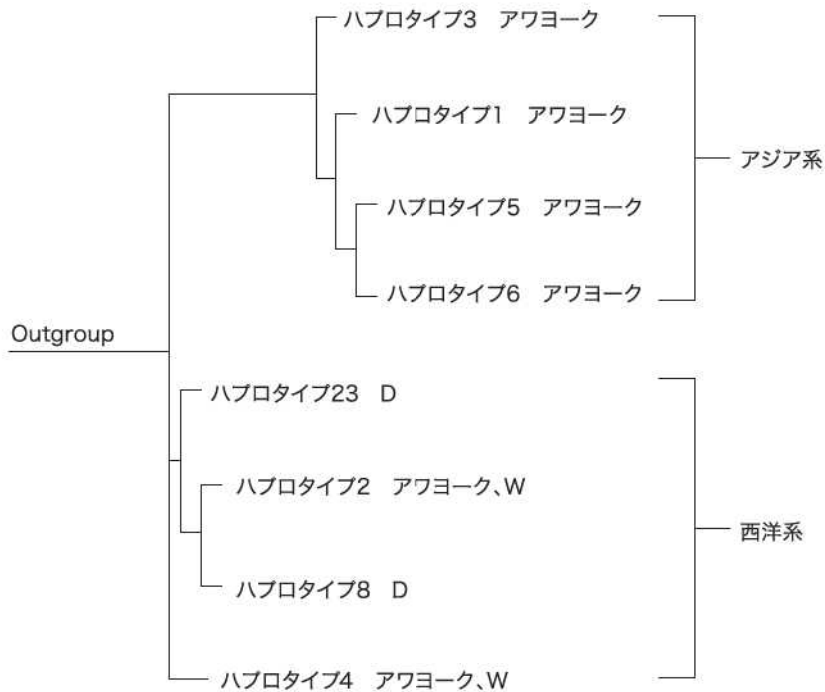 ハプロタイプ3　アワヨーク
ハプロタイプ1　アワヨーク
アジア系
ハプロタイプ5　アワヨーク
ハプロタイプ6　アワヨーク
Outgroup
ハプロタイプ23　D
ハプロタイプ2　アワヨーク、W
西洋系
ハプロタイプ8　D
ハプロタイプ4　アワヨーク、W